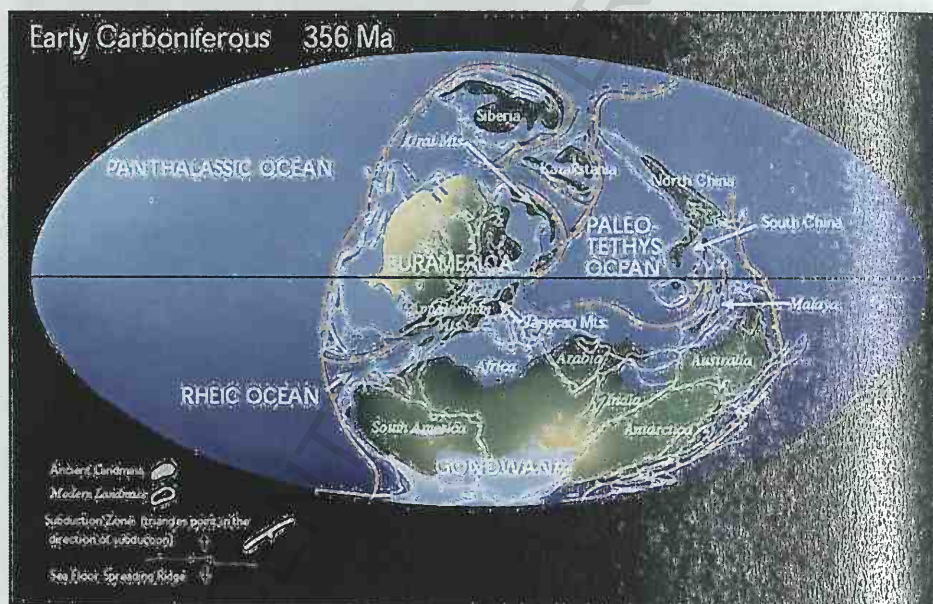 Early Carboniferous 356 Ma
Siberia
Ural Mts.
PANTHALASSIC OCEAN
Kazakstania
North China
PALEO-
TETHYS
OCEAN
South China
EURAMERICA
Malaya
Appalachian
Mts.
Variscan Mts.
Africa
Arabia
Australia
RHEIC OCEAN
India
South America
Antarctica
GONDWANA
Ancient Landmass
Modern Landmass
Subduction Zone (triangles point in the
direction of subduction)
Sea Floor Spreading Ridge